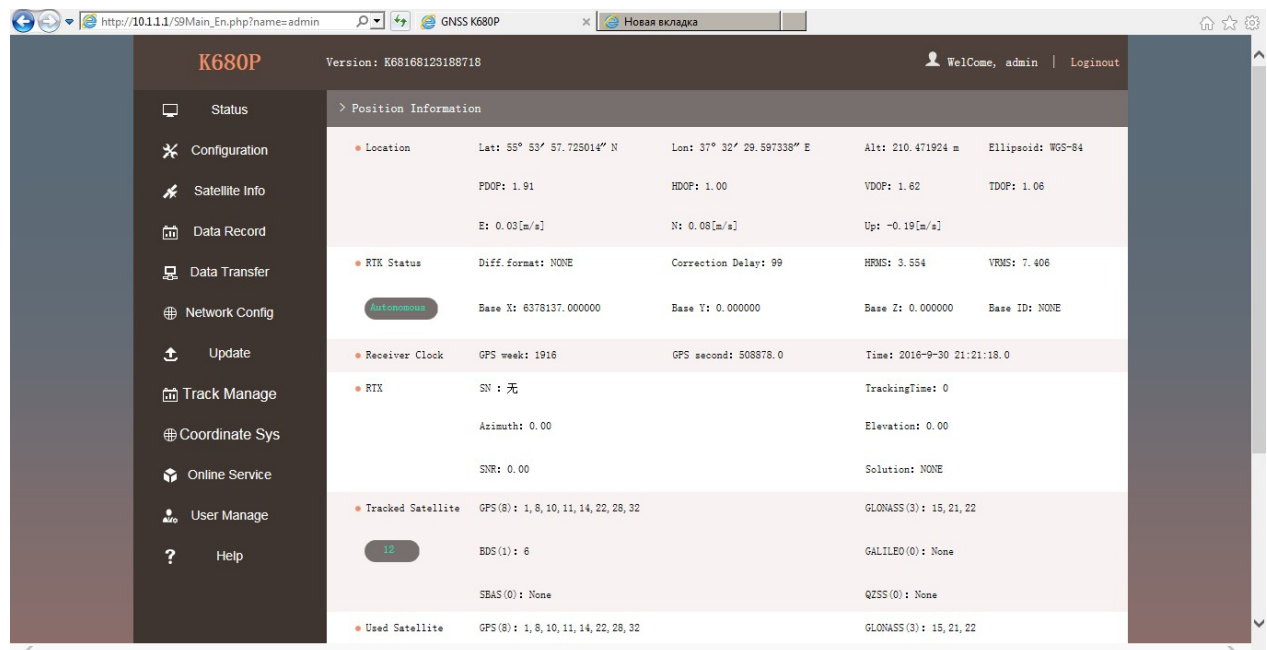 http://10.1.1.1/S9Main_En.php?name=admin GNSS K680P Новая вкладка
K680P Version: K68168123188718 WelCome, admin | Loginout
Status
Configuration
Satellite Info
Data Record
Data Transfer
Network Config
Update
Track Manage
Coordinate Sys
Online Service
User Manage
Help
> Position Information
Location Lat: 55° 53′ 57.725014″ N Lon: 37° 32′ 29.597338″ E Alt: 210.471924 m Ellipsoid: WGS-84
PDOP: 1.91 HDOP: 1.00 VDOP: 1.62 TDOP: 1.06
E: 0.03[m/s] N: 0.08[m/s] Up: -0.19[m/s]
RTK Status Diff.format: NONE Correction Delay: 99 HRMS: 3.554 VRMS: 7.406
Autonomous Base X: 6378137.000000 Base Y: 0.000000 Base Z: 0.000000 Base ID: NONE
Receiver Clock GPS week: 1916 GPS second: 508878.0 Time: 2016-9-30 21:21:18.0
RTX SN : 无 TrackingTime: 0
Azimuth: 0.00 Elevation: 0.00
SNR: 0.00 Solution: NONE
Tracked Satellite GPS(8): 1,8,10,11,14,22,28,32 GLONASS(3): 15,21,22
12 BDS(1): 6 GALILEO(0): None
SBAS(0): None QZSS(0): None
Used Satellite GPS(8): 1,8,10,11,14,22,28,32 GLONASS(3): 15,21,22